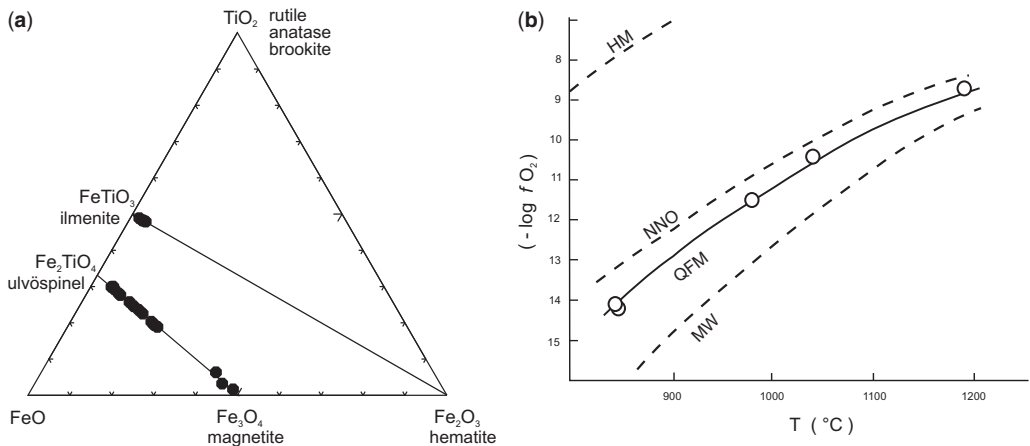 (a)
TiO₂ rutile
anatase
brookite
FeTiO₃
ilmenite
Fe₂TiO₄
ulvöspinel
FeO
Fe₃O₄
magnetite
Fe₂O₃
hematite
(b)
HM
NNO
QFM
MW
8
9
10
11
12
13
14
15
( - log f O₂ )
900
1000
1100
1200
T ( °C)